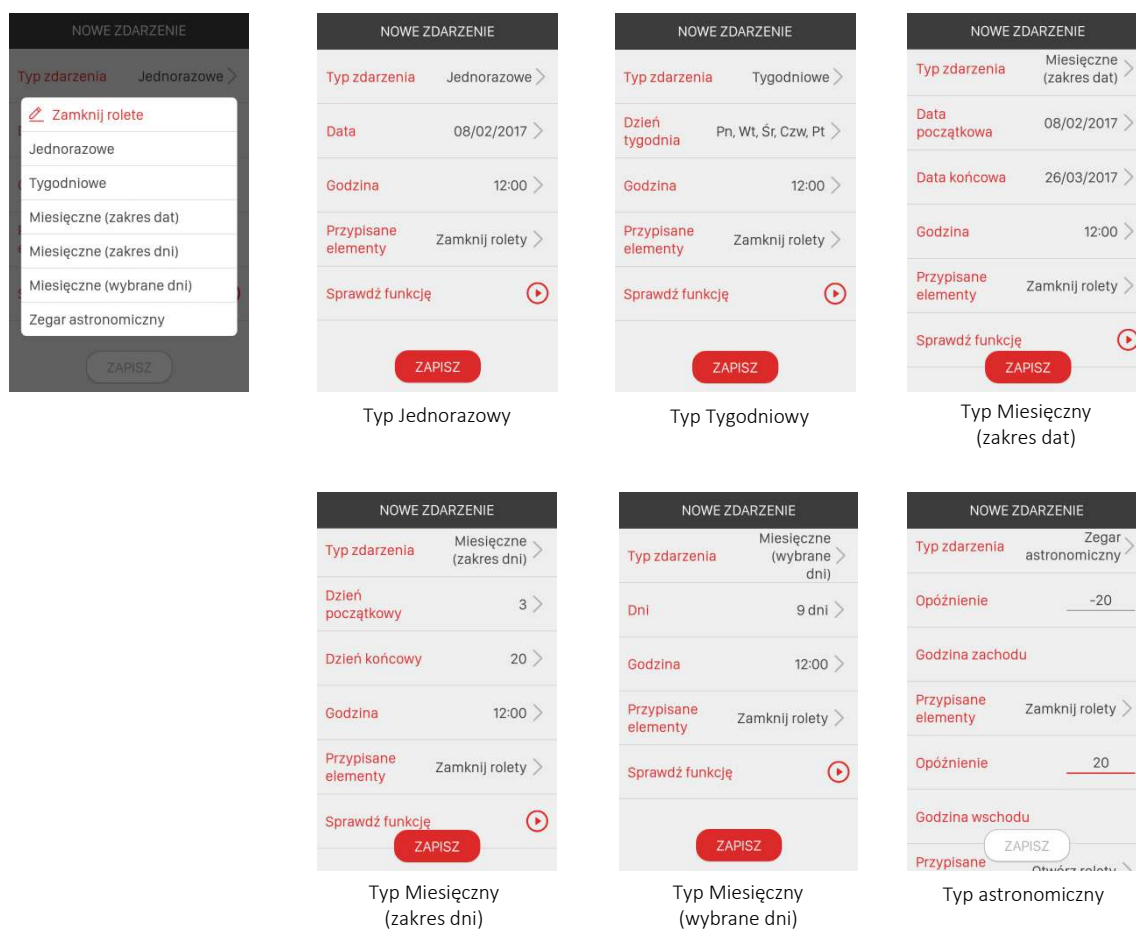 NOWE ZDARZENIE
Typ zdarzenia Jednorazowe
Zamknij rolete
Jednorazowe
Tygodniowe
Miesięczne (zakres dat)
Miesięczne (zakres dni)
Miesięczne (wybrane dni)
Zegar astronomiczny
ZAPISZ
NOWE ZDARZENIE
Typ zdarzenia Jednorazowe
Data 08/02/2017
Godzina 12:00
Przypisane
elementy Zamknij rolety
Sprawdź funkcję
ZAPISZ
Typ Jednorazowy
NOWE ZDARZENIE
Typ zdarzenia Tygodniowe
Dzień
tygodnia Pn, Wt, Śr, Czw, Pt
Godzina 12:00
Przypisane
elementy Zamknij rolety
Sprawdź funkcję
ZAPISZ
Typ Tygodniowy
NOWE ZDARZENIE
Typ zdarzenia Miesięczne
(zakres dat)
Data
początkowa 08/02/2017
Data końcowa 26/03/2017
Godzina 12:00
Przypisane
elementy Zamknij rolety
Sprawdź funkcję
ZAPISZ
Typ Miesięczny
(zakres dat)
NOWE ZDARZENIE
Typ zdarzenia Miesięczne
(zakres dni)
Dzień
początkowy 3
Dzień końcowy 20
Godzina 12:00
Przypisane
elementy Zamknij rolety
Sprawdź funkcję
ZAPISZ
Typ Miesięczny
(zakres dni)
NOWE ZDARZENIE
Typ zdarzenia Miesięczne
(wybrane
dni)
Dni 9 dni
Godzina 12:00
Przypisane
elementy Zamknij rolety
Sprawdź funkcję
ZAPISZ
Typ Miesięczny
(wybrane dni)
NOWE ZDARZENIE
Typ zdarzenia Zegar
astronomiczny
Opóźnienie -20
Godzina zachodu
Przypisane
elementy Zamknij rolety
Opóźnienie 20
Godzina wschodu
ZAPISZ
Przypisane Otwórz rolety
Typ astronomiczny